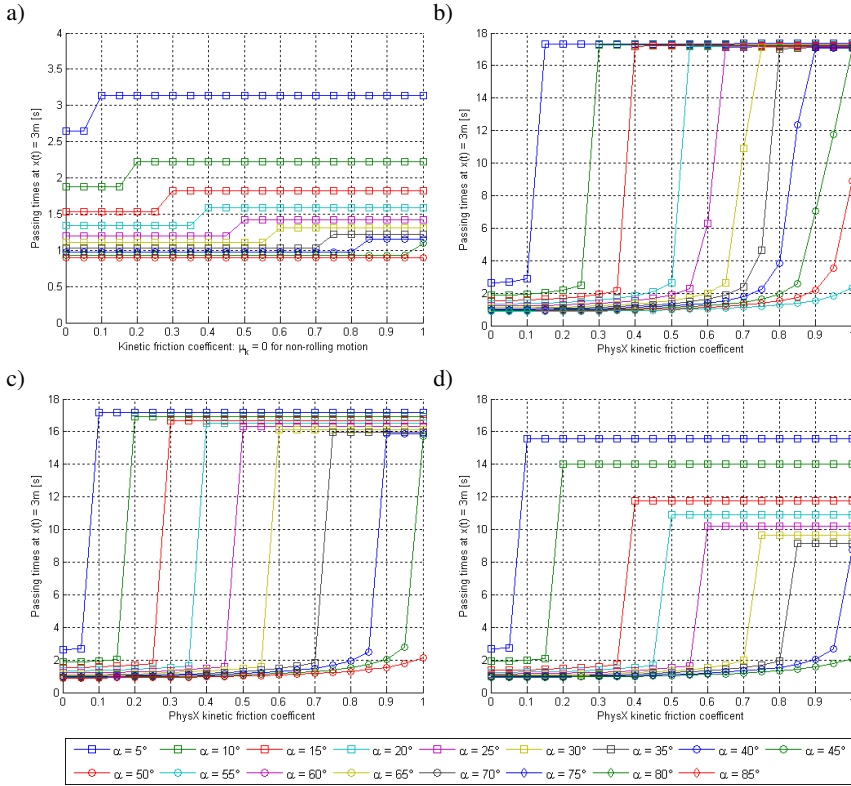 a)
4
3.5
3
2.5
2
1.5
1
0.5
0
Passing times at x(t) = 3m [s]
0 0.1 0.2 0.3 0.4 0.5 0.6 0.7 0.8 0.9 1
Kinetic friction coefficent: μk = 0 for non-rolling motion
b)
18
16
14
12
10
8
6
4
2
0
Passing times at x(t) = 3m [s]
0 0.1 0.2 0.3 0.4 0.5 0.6 0.7 0.8 0.9 1
PhysX kinetic friction coefficent
c)
18
16
14
12
10
8
6
4
2
0
Passing times at x(t) = 3m [s]
0 0.1 0.2 0.3 0.4 0.5 0.6 0.7 0.8 0.9 1
PhysX kinetic friction coefficent
d)
18
16
14
12
10
8
6
4
2
0
Passing times at x(t) = 3m [s]
0 0.1 0.2 0.3 0.4 0.5 0.6 0.7 0.8 0.9 1
PhysX kinetic friction coefficent
α = 5° α = 10° α = 15° α = 20° α = 25° α = 30° α = 35° α = 40° α = 45°
α = 50° α = 55° α = 60° α = 65° α = 70° α = 75° α = 80° α = 85°